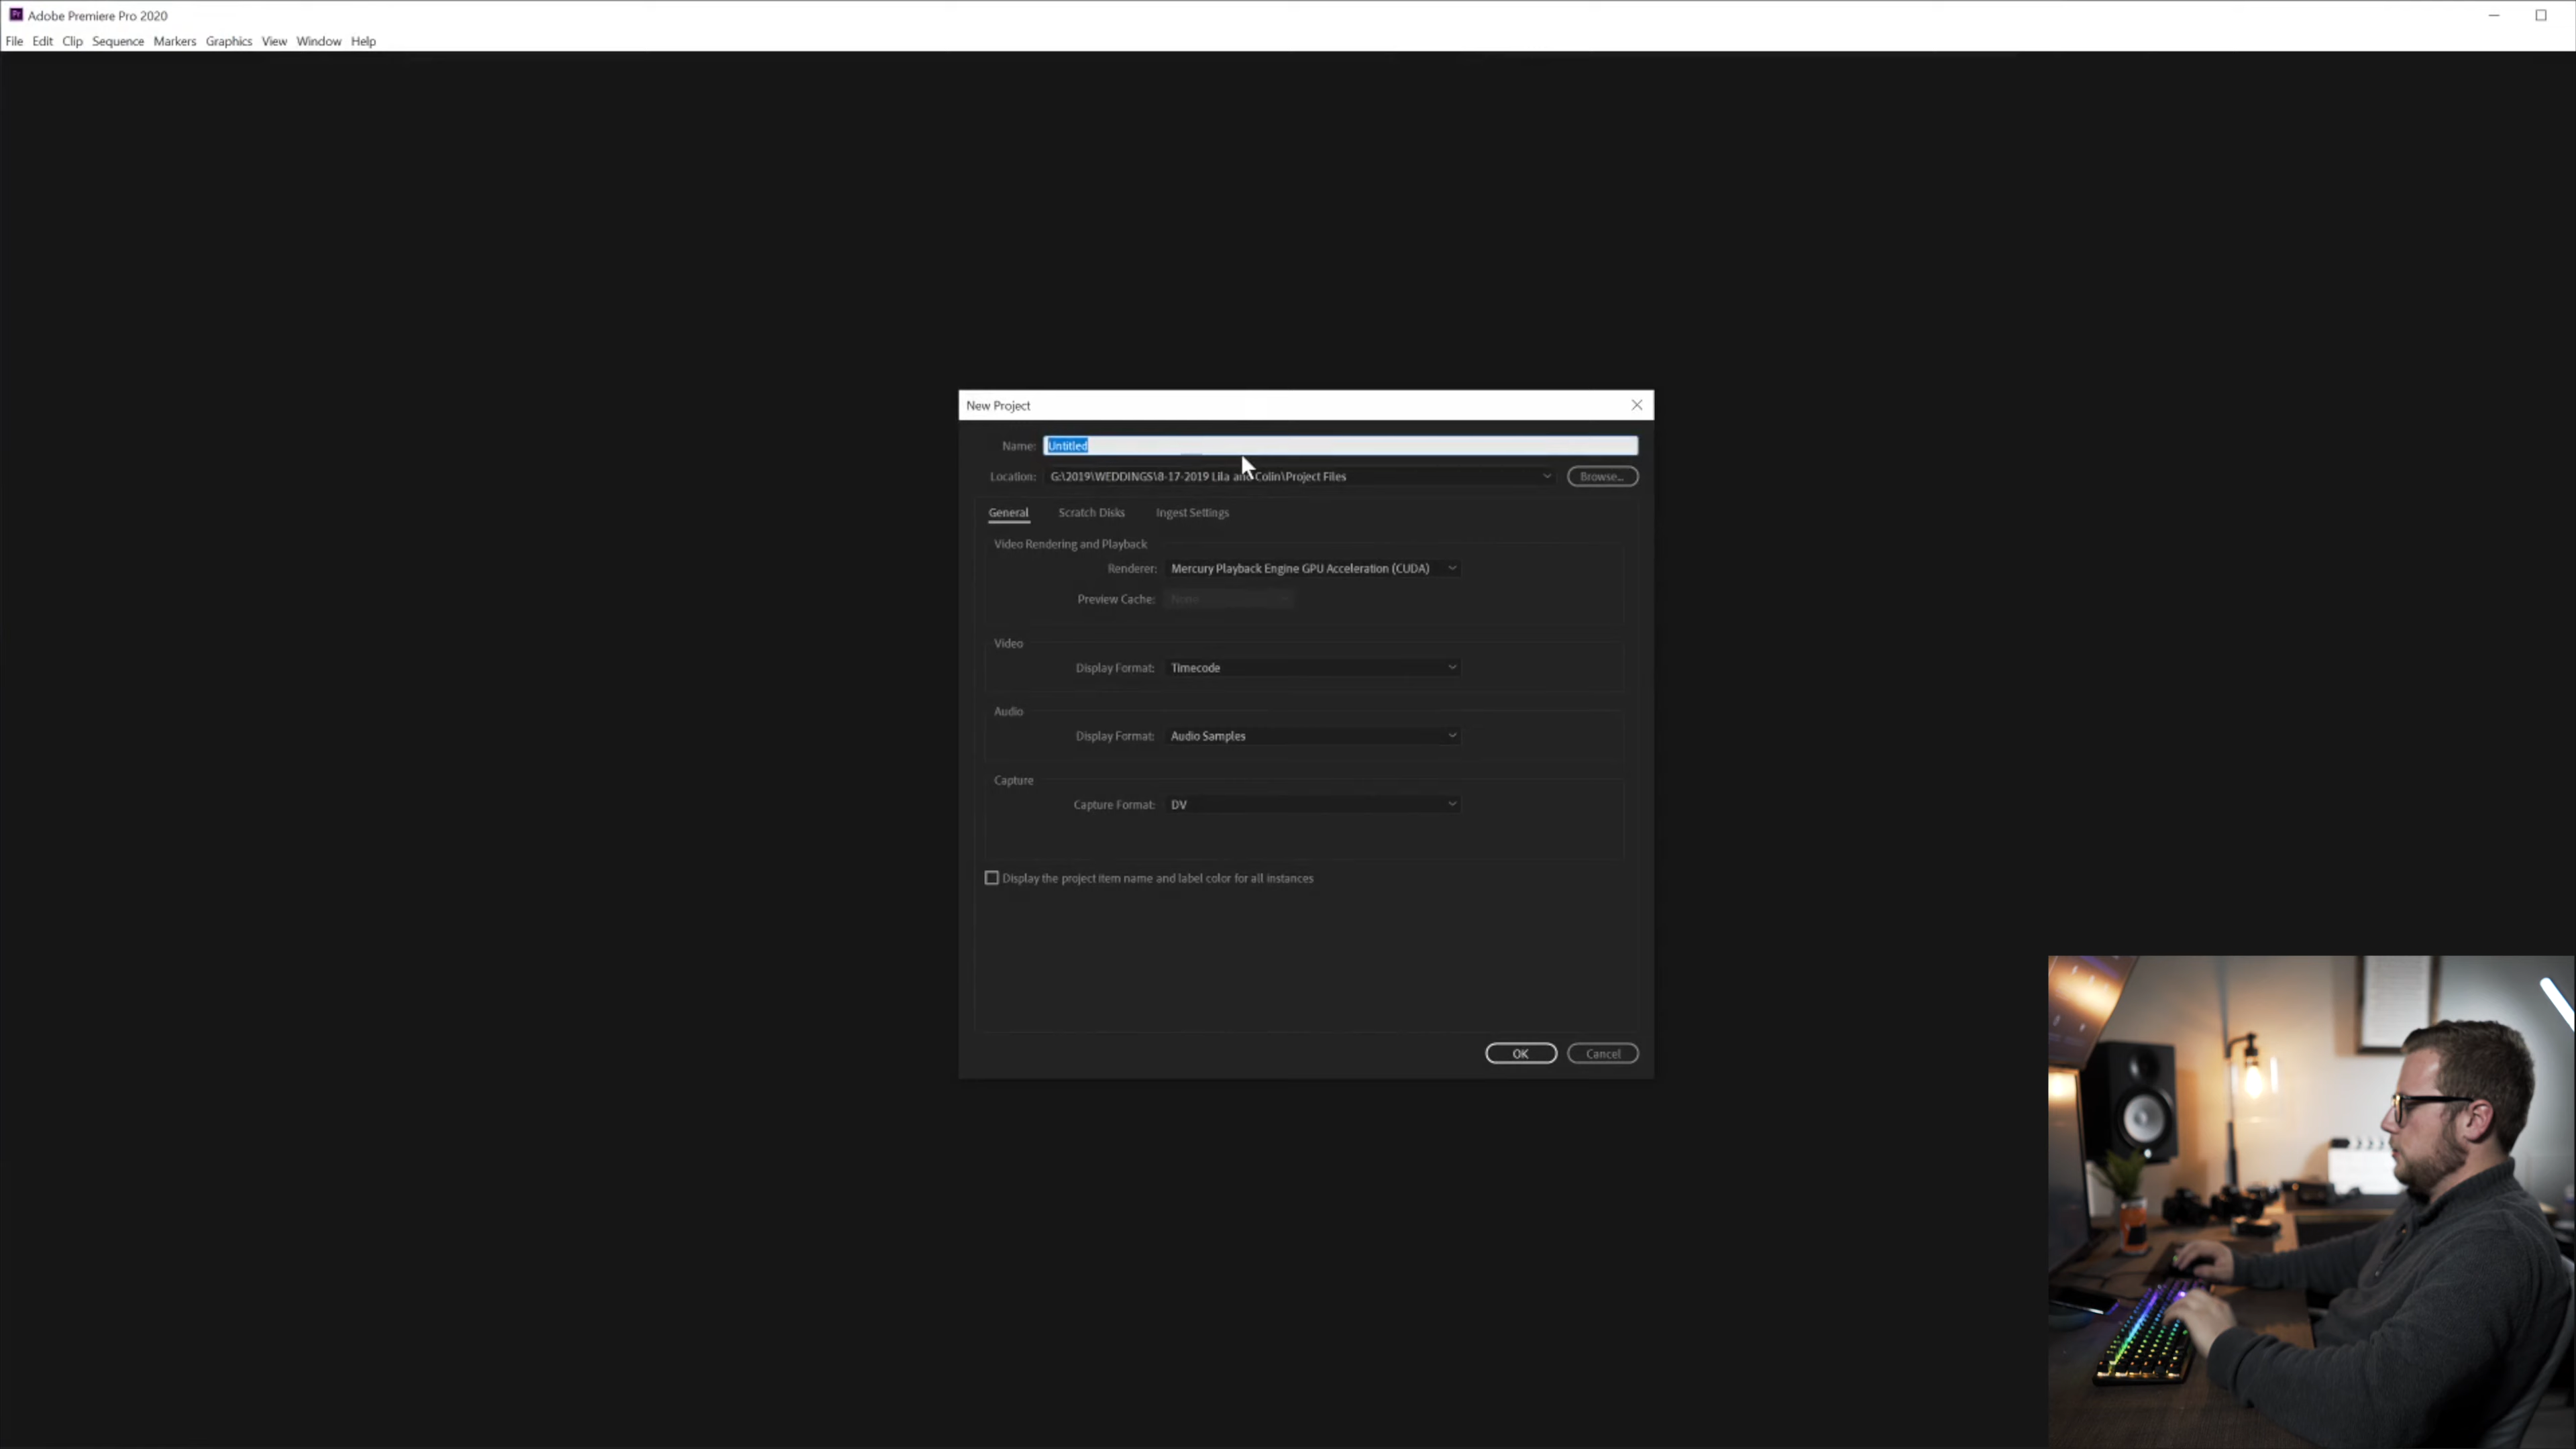 Adobe Premiere Pro 2020
File Edit Clip Sequence Markers Graphics View Window Help
New Project
Name: Untitled
Location: G:\2019\WEDDINGS\8-17-2019 Lila and Colin\Project Files Browse...
General Scratch Disks Ingest Settings
Video Rendering and Playback
Renderer: Mercury Playback Engine GPU Acceleration (CUDA)
Preview Cache: None
Video
Display Format: Timecode
Audio
Display Format: Audio Samples
Capture
Capture Format: DV
Display the project item name and label color for all instances
OK Cancel